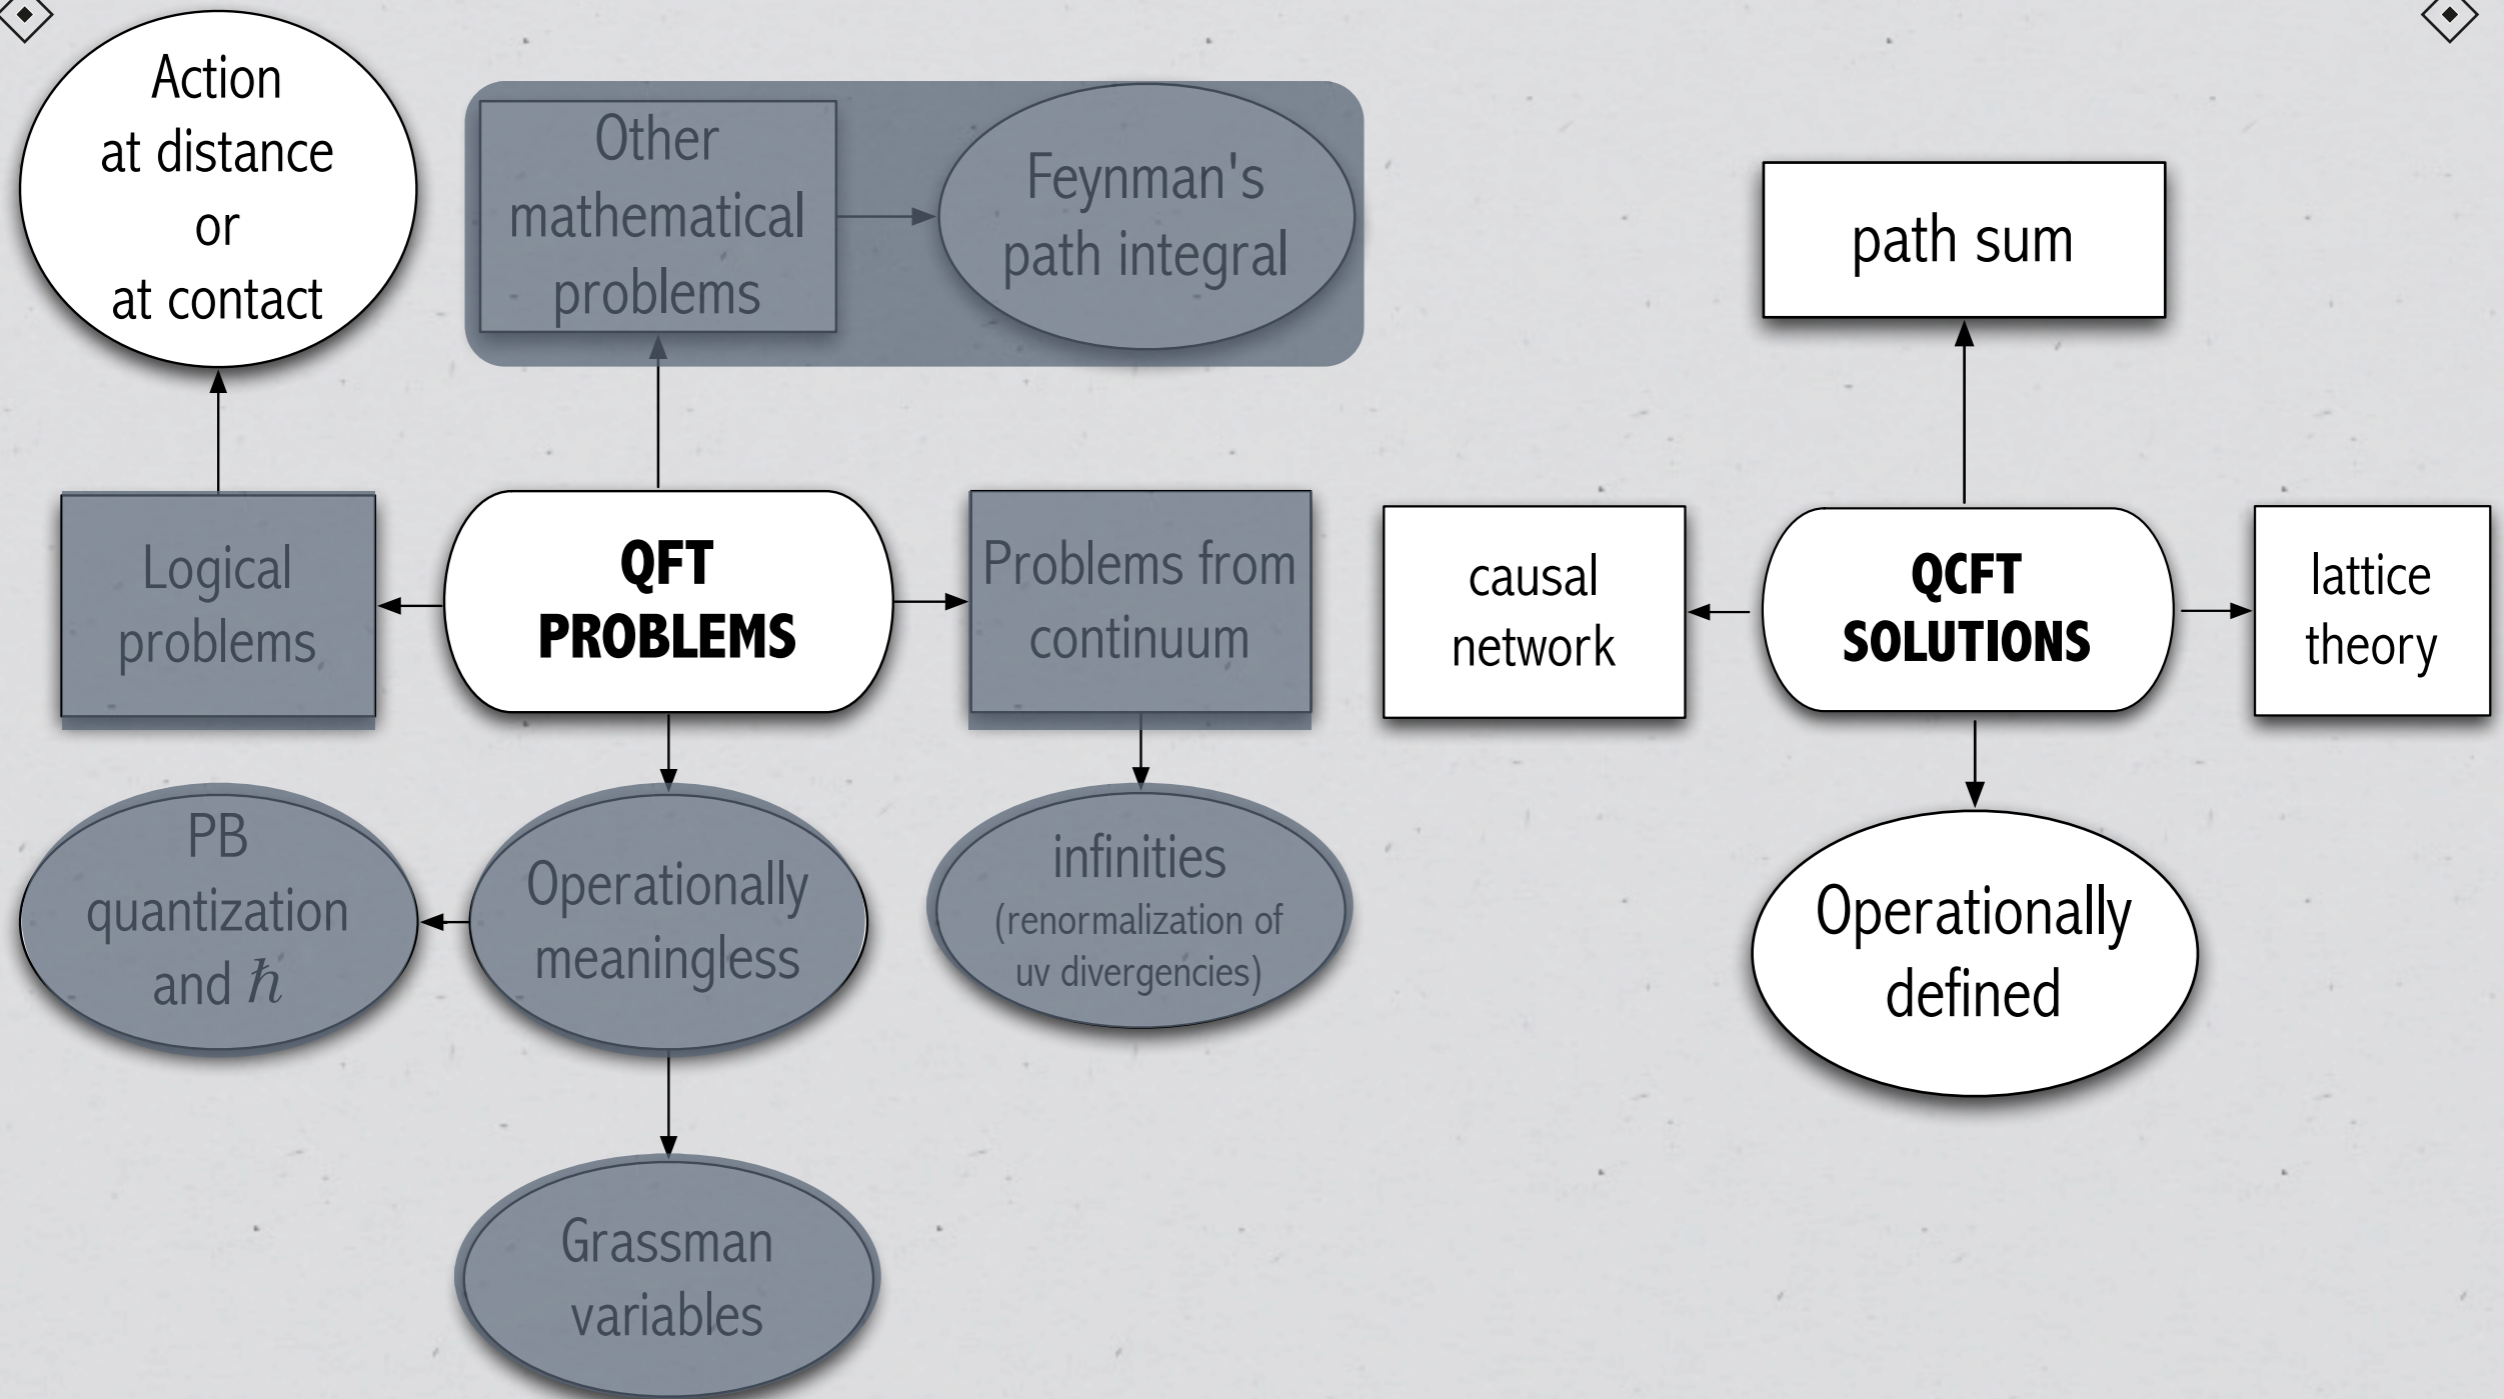 Action
at distance
or
at contact
Other
mathematical
problems
Feynman's
path integral
path sum
Logical
problems
QFT
PROBLEMS
Problems from
continuum
causal
network
QCFT
SOLUTIONS
lattice
theory
PB
quantization
and ℏ
Operationally
meaningless
infinities
(renormalization of
uv divergencies)
Operationally
defined
Grassman
variables